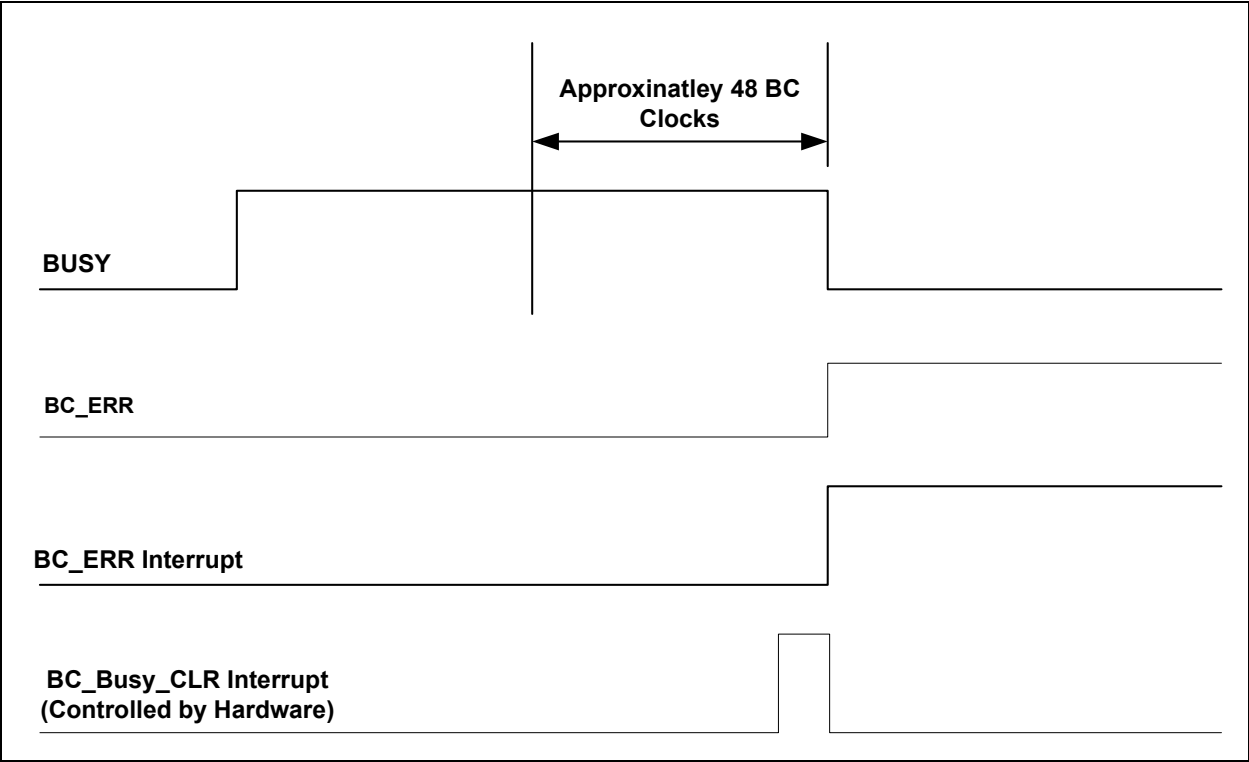 Approxinatley 48 BC
Clocks
BUSY
BC_ERR
BC_ERR Interrupt
BC_Busy_CLR Interrupt
(Controlled by Hardware)